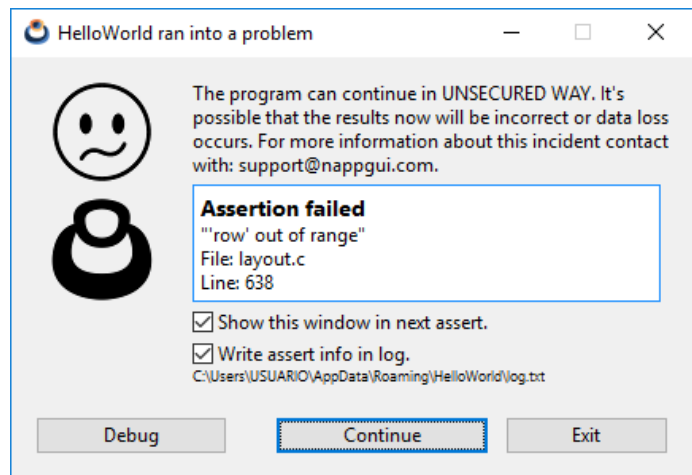 HelloWorld ran into a problem
The program can continue in UNSECURED WAY. It's
possible that the results now will be incorrect or data loss
occurs. For more information about this incident contact
with: support@nappgui.com.
Assertion failed
"'row' out of range"
File: layout.c
Line: 638
Show this window in next assert.
Write assert info in log.
C:\Users\USUARIO\AppData\Roaming\HelloWorld\log.txt
Debug Continue Exit